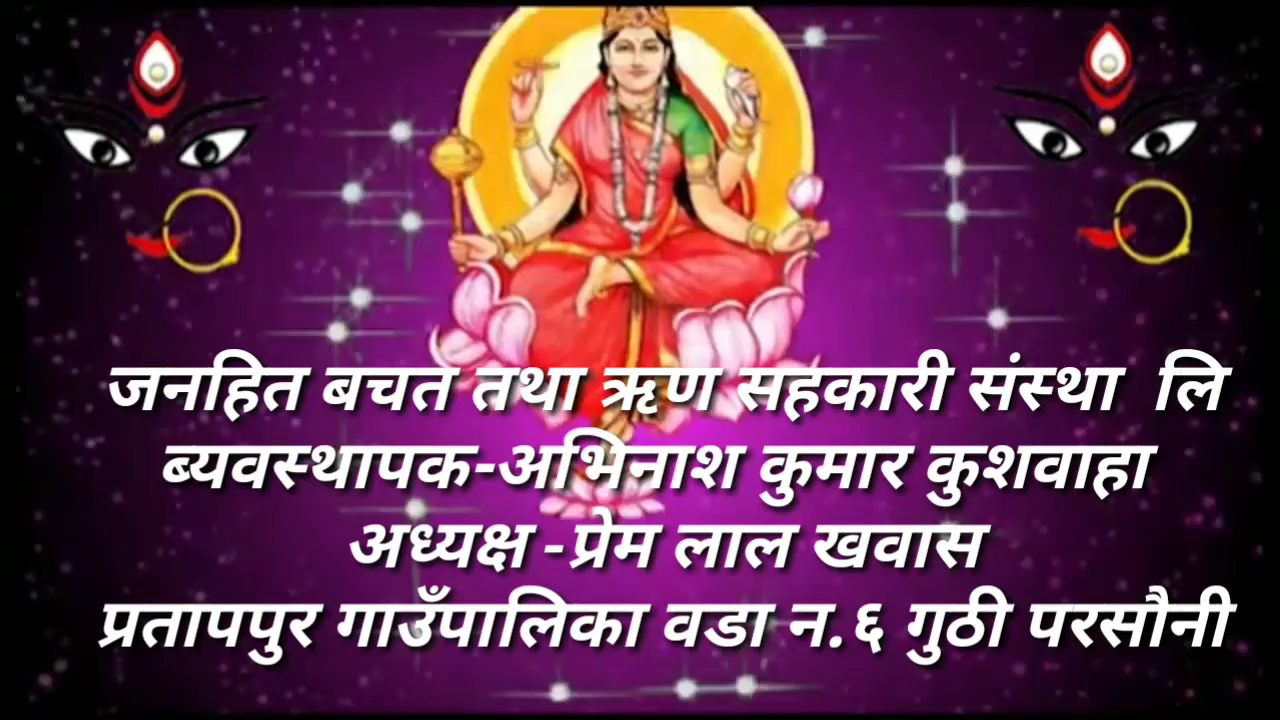 जनहित बचत तथा ऋण सहकारी संस्था लि
ब्यवस्थापक-अभिनाश कुमार कुशवाहा
अध्यक्ष -प्रेम लाल खवास
प्रतापपुर गाउँपालिका वडा न.६ गुठी परसौनी